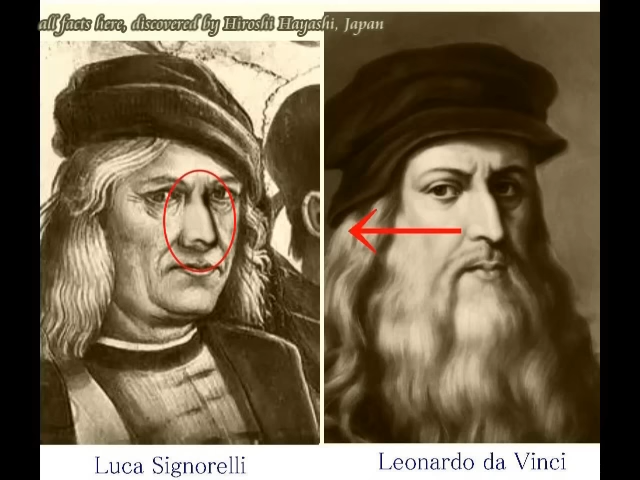 all facts here, discovered by Hiroshi Hayashi, Japan
Luca Signorelli
Leonardo da Vinci